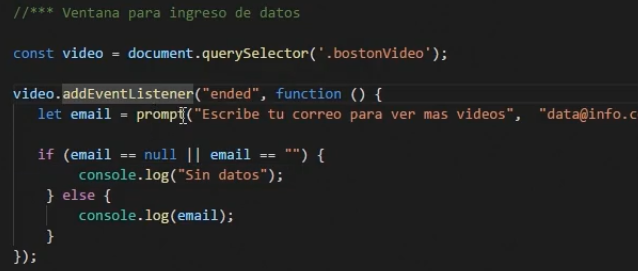 //*** Ventana para ingreso de datos
const video = document.querySelector('.bostonVideo');
video.addEventListener("ended", function () {
let email = prompt("Escribe tu correo para ver mas videos", "data@info.c
if (email == null || email == "") {
console.log("Sin datos");
} else {
console.log(email);
}
});